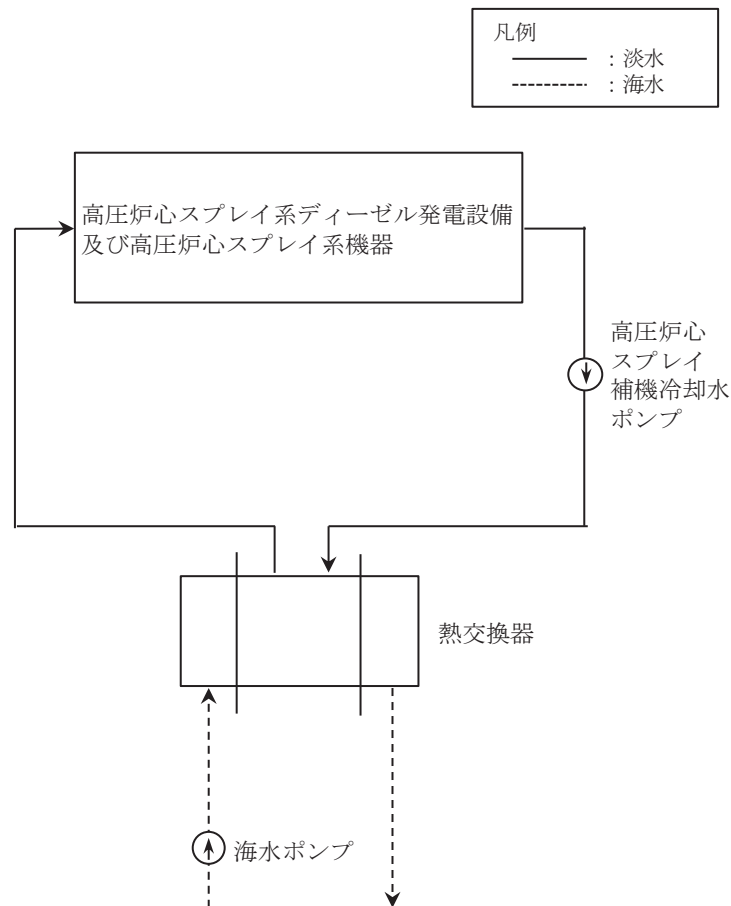 凡例
：淡水
：海水
高圧炉心スプレイ系ディーゼル発電設備
及び高圧炉心スプレイ系機器
高圧炉心
スプレイ
補機冷却水
ポンプ
熱交換器
海水ポンプ